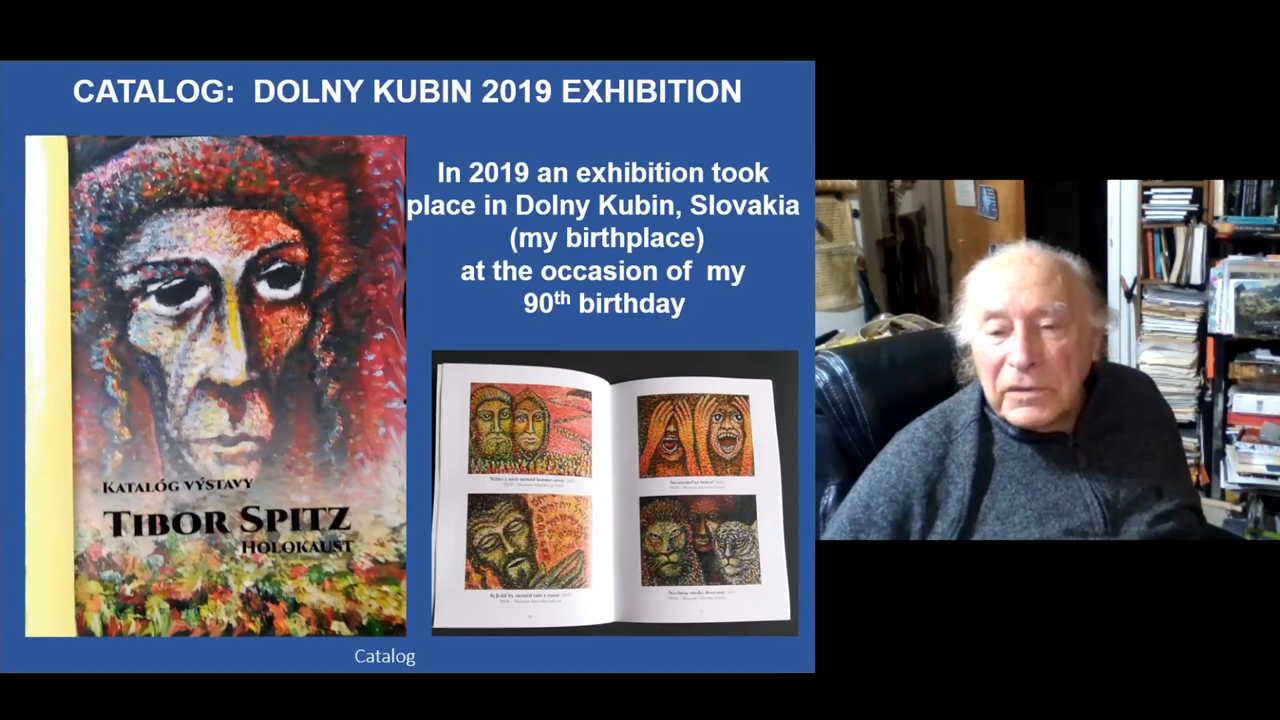 CATALOG: DOLNY KUBIN 2019 EXHIBITION
In 2019 an exhibition took
place in Dolny Kubin, Slovakia
(my birthplace)
at the occasion of my
90th birthday
KATALÓG VÝSTAVY
TIBOR SPITZ
HOLOKAUST
Catalog